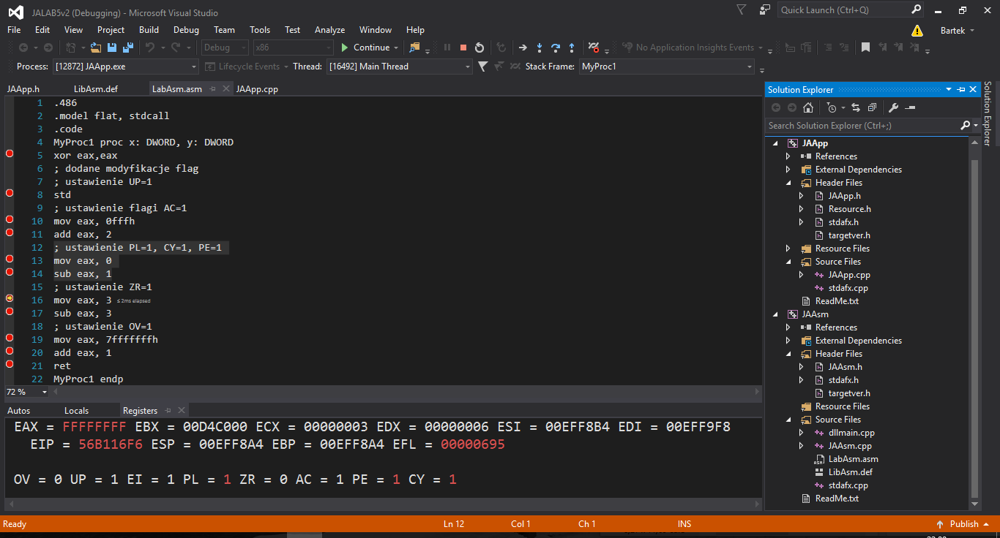 JALAB5v2 (Debugging) - Microsoft Visual Studio
Quick Launch (Ctrl+Q)
File Edit View Project Build Debug Team Tools Test Analyze Window Help
Bartek
Debug x86 Continue No Application Insights Events
Process: [12872] JAApp.exe Lifecycle Events Thread: [16492] Main Thread Stack Frame: MyProc1
JAApp.h LibAsm.def LabAsm.asm JAApp.cpp
1 .486
2 .model flat, stdcall
3 .code
4 MyProc1 proc x: DWORD, y: DWORD
5 xor eax,eax
6 ; dodane modyfikacje flag
7 ; ustawienie UP=1
8 std
9 ; ustawienie flagi AC=1
10 mov eax, 0fffh
11 add eax, 2
12 ; ustawienie PL=1, CY=1, PE=1
13 mov eax, 0
14 sub eax, 1
15 ; ustawienie ZR=1
16 mov eax, 3 ≤ 2ms elapsed
17 sub eax, 3
18 ; ustawienie OV=1
19 mov eax, 7fffffffh
20 add eax, 1
21 ret
22 MyProc1 endp
72 %
Autos Locals Registers
EAX = FFFFFFFF EBX = 00D4C000 ECX = 00000003 EDX = 00000006 ESI = 00EFF8B4 EDI = 00EFF9F8
EIP = 56B116F6 ESP = 00EFF8A4 EBP = 00EFF8A4 EFL = 00000695
OV = 0 UP = 1 EI = 1 PL = 1 ZR = 0 AC = 1 PE = 1 CY = 1
Solution Explorer
Search Solution Explorer (Ctrl+;)
JAApp
References
External Dependencies
Header Files
JAApp.h
Resource.h
stdafx.h
targetver.h
Resource Files
Source Files
JAApp.cpp
stdafx.cpp
ReadMe.txt
JAAsm
References
External Dependencies
Header Files
JAAsm.h
stdafx.h
targetver.h
Resource Files
Source Files
dllmain.cpp
JAAsm.cpp
LabAsm.asm
LibAsm.def
stdafx.cpp
ReadMe.txt
Solution Explorer
Ready Ln 12 Col 1 Ch 1 INS Publish